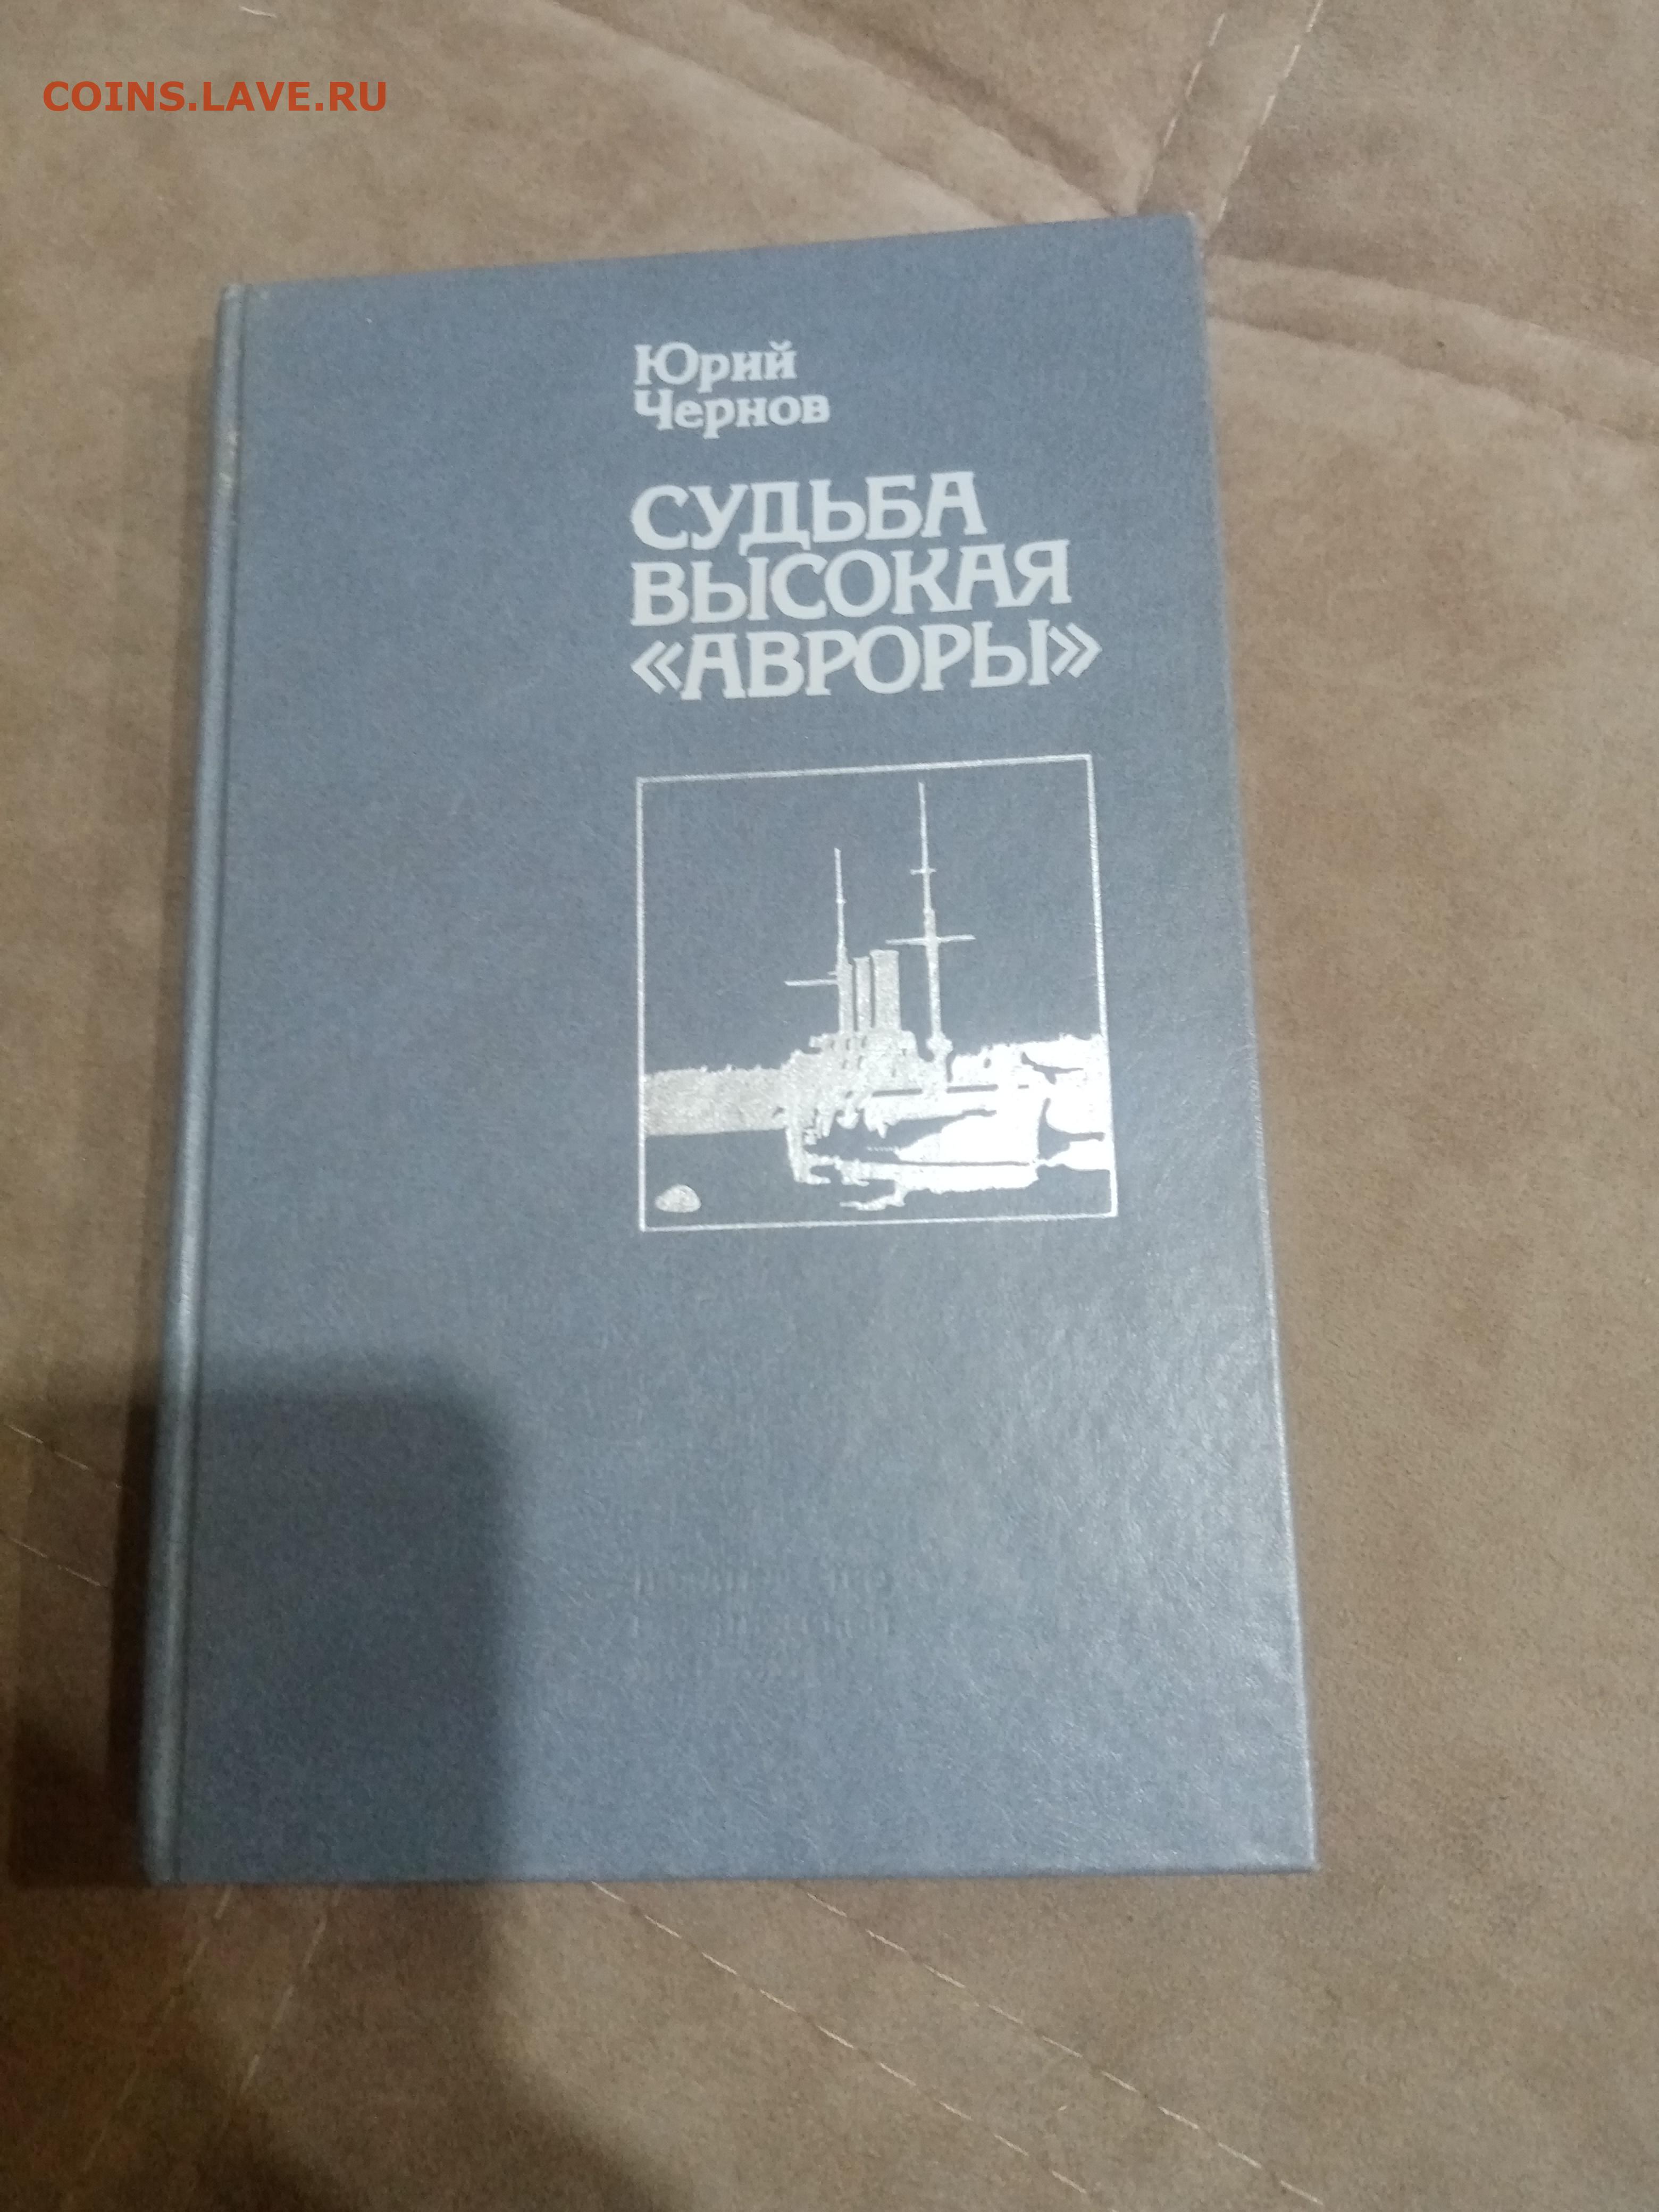 COINS.LAVE.RU
Юрий
Чернов
СУДЬБА
ВЫСОКАЯ
«АВРОРЫ»